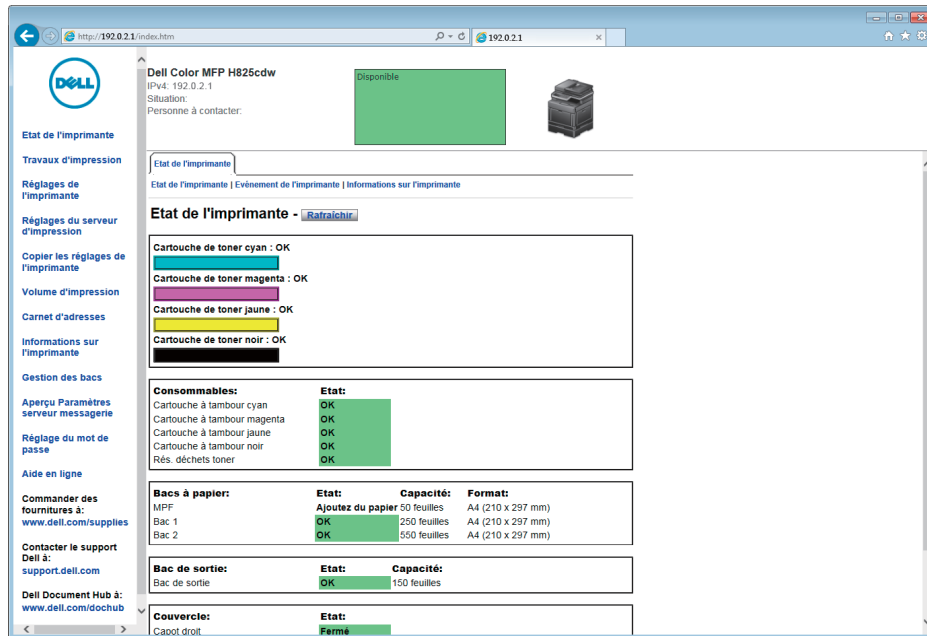 http://192.0.2.1/index.htm
192.0.2.1
DELL
Etat de l'imprimante
Travaux d'impression
Réglages de
l'imprimante
Réglages du serveur
d'impression
Copier les réglages de
l'imprimante
Volume d'impression
Carnet d'adresses
Informations sur
l'imprimante
Gestion des bacs
Aperçu Paramètres
serveur messagerie
Réglage du mot de
passe
Aide en ligne
Commander des
fournitures à:
www.dell.com/supplies
Contacter le support
Dell à:
support.dell.com
Dell Document Hub à:
www.dell.com/dochub
Dell Color MFP H825cdw
IPv4: 192.0.2.1
Situation:
Personne à contacter:
Disponible
Etat de l'imprimante
Etat de l'imprimante | Evènement de l'imprimante | Informations sur l'imprimante
Etat de l'imprimante - Rafraîchir
Cartouche de toner cyan : OK
Cartouche de toner magenta : OK
Cartouche de toner jaune : OK
Cartouche de toner noir : OK
Consommables: Etat:
Cartouche à tambour cyan OK
Cartouche à tambour magenta OK
Cartouche à tambour jaune OK
Cartouche à tambour noir OK
Rés. déchets toner OK
Bacs à papier: Etat: Capacité: Format:
MPF Ajoutez du papier 50 feuilles A4 (210 x 297 mm)
Bac 1 OK 250 feuilles A4 (210 x 297 mm)
Bac 2 OK 550 feuilles A4 (210 x 297 mm)
Bac de sortie: Etat: Capacité:
Bac de sortie OK 150 feuilles
Couvercle: Etat:
Capot droit Fermé